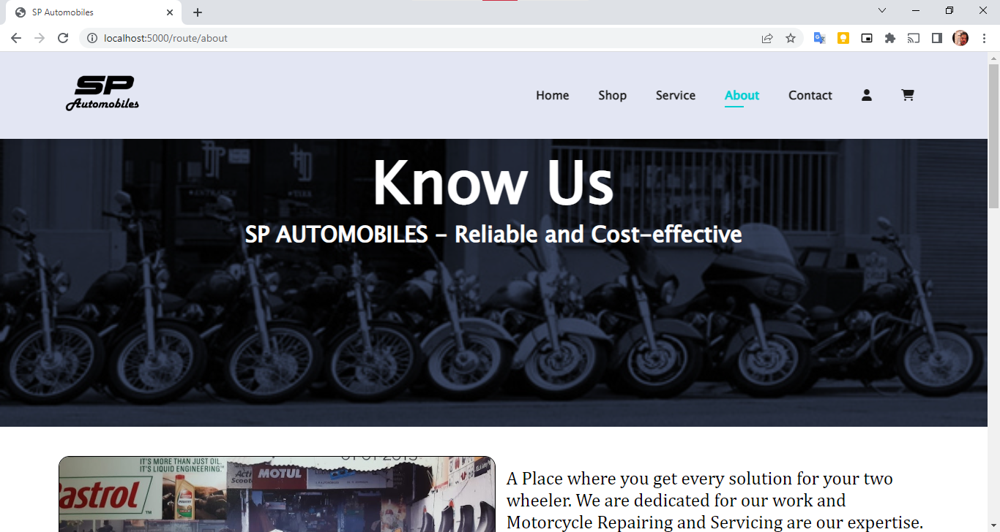 SP Automobiles
localhost:5000/route/about
SP
Automobiles
Home Shop Service About Contact
Know Us
SP AUTOMOBILES - Reliable and Cost-effective
IT'S MORE THAN JUST OIL.
IT'S LIQUID ENGINEERING.™
astrol
MOTUL
A Place where you get every solution for your two
wheeler. We are dedicated for our work and
Motorcycle Repairing and Servicing are our expertise.